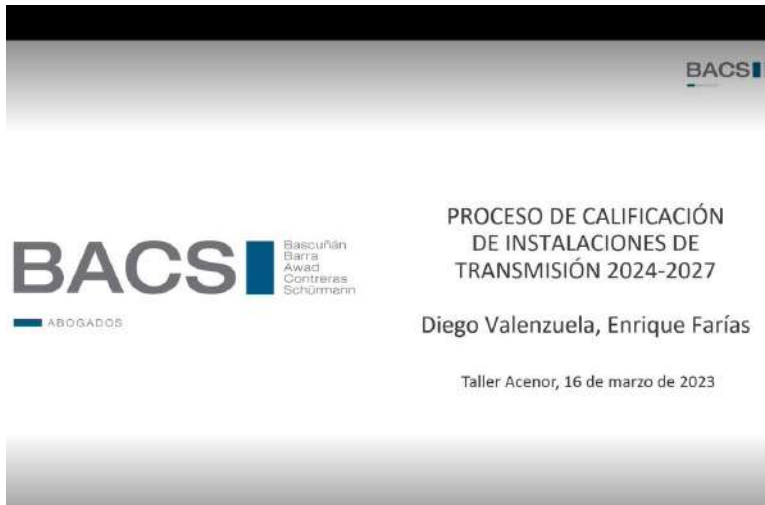 BACS
BACS
Bascuñán
Barra
Awad
Contreras
Schürmann
ABOGADOS
PROCESO DE CALIFICACIÓN
DE INSTALACIONES DE
TRANSMISIÓN 2024-2027
Diego Valenzuela, Enrique Farías
Taller Acenor, 16 de marzo de 2023